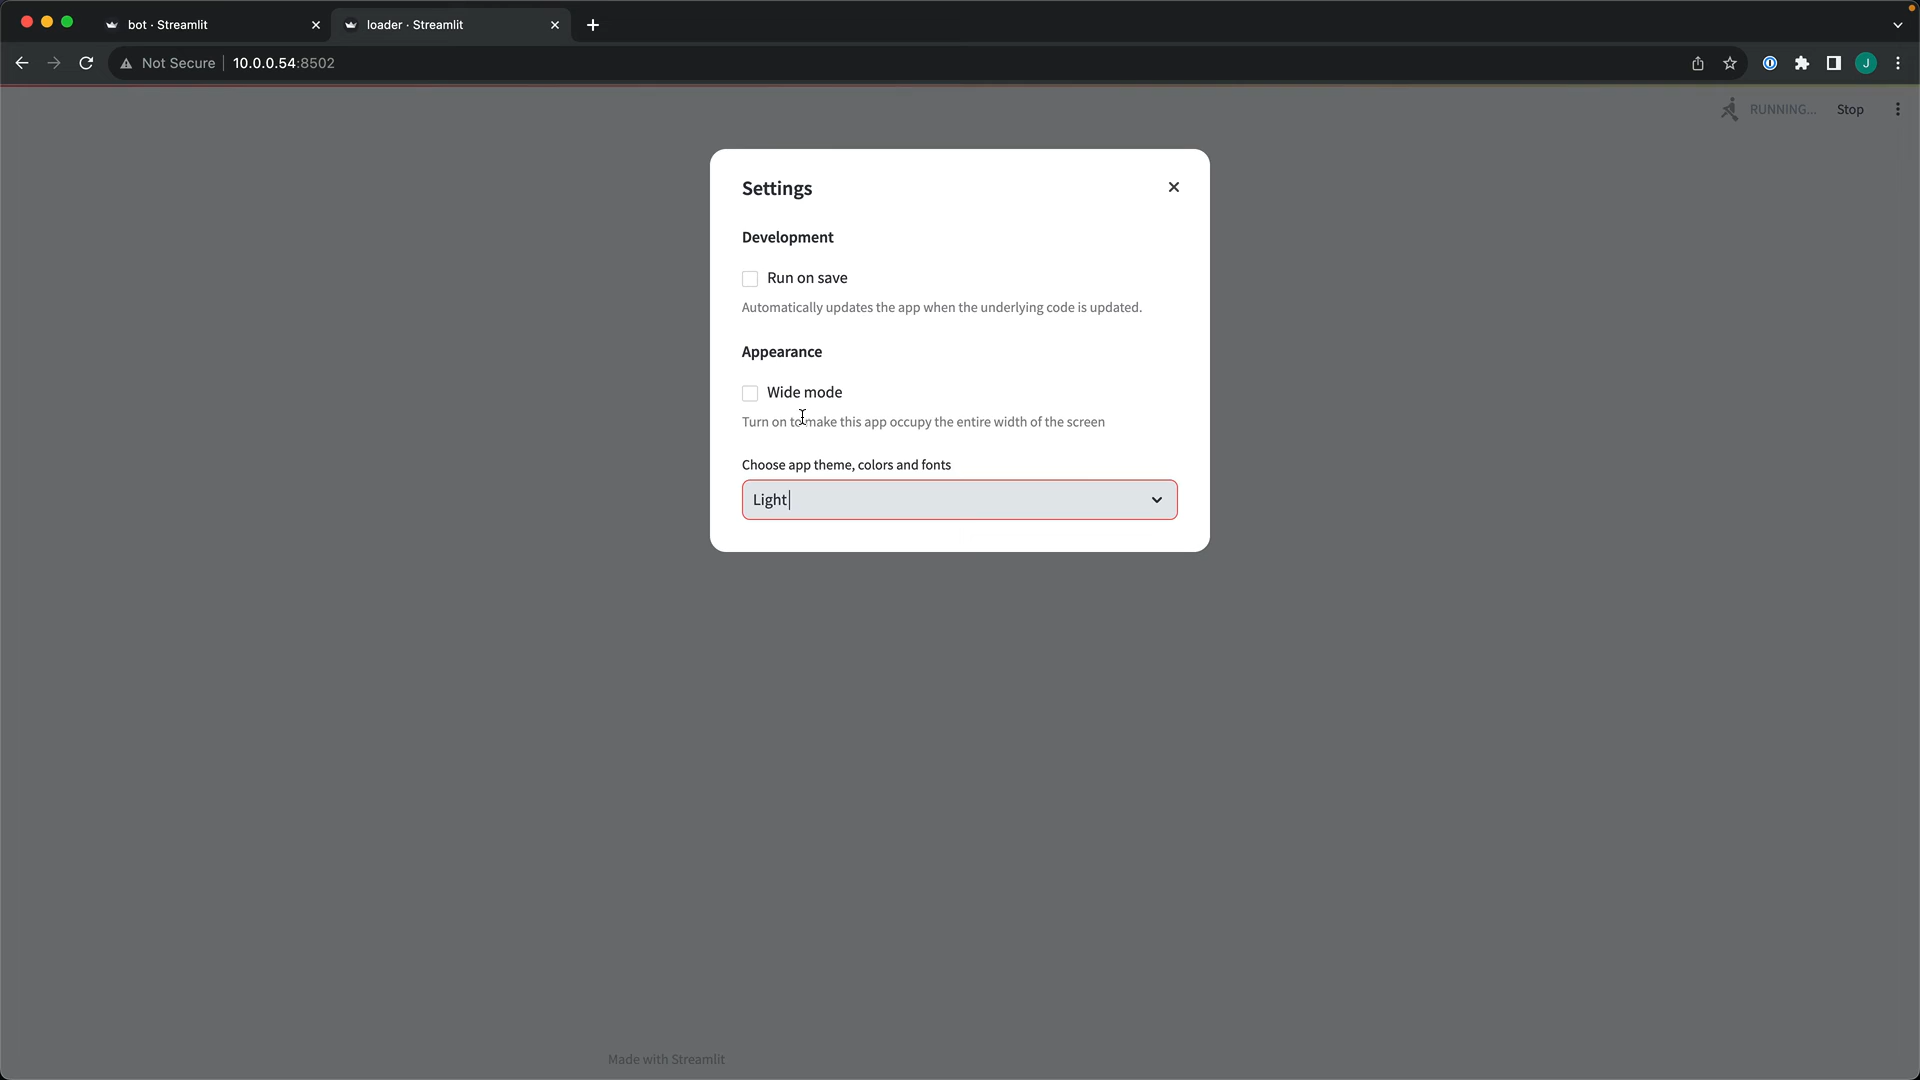 bot · Streamlit
loader · Streamlit
Not Secure | 10.0.0.54:8502
J
RUNNING...
Stop
Settings
Development
Run on save
Automatically updates the app when the underlying code is updated.
Appearance
Wide mode
Turn on to make this app occupy the entire width of the screen
Choose app theme, colors and fonts
Light
Made with Streamlit